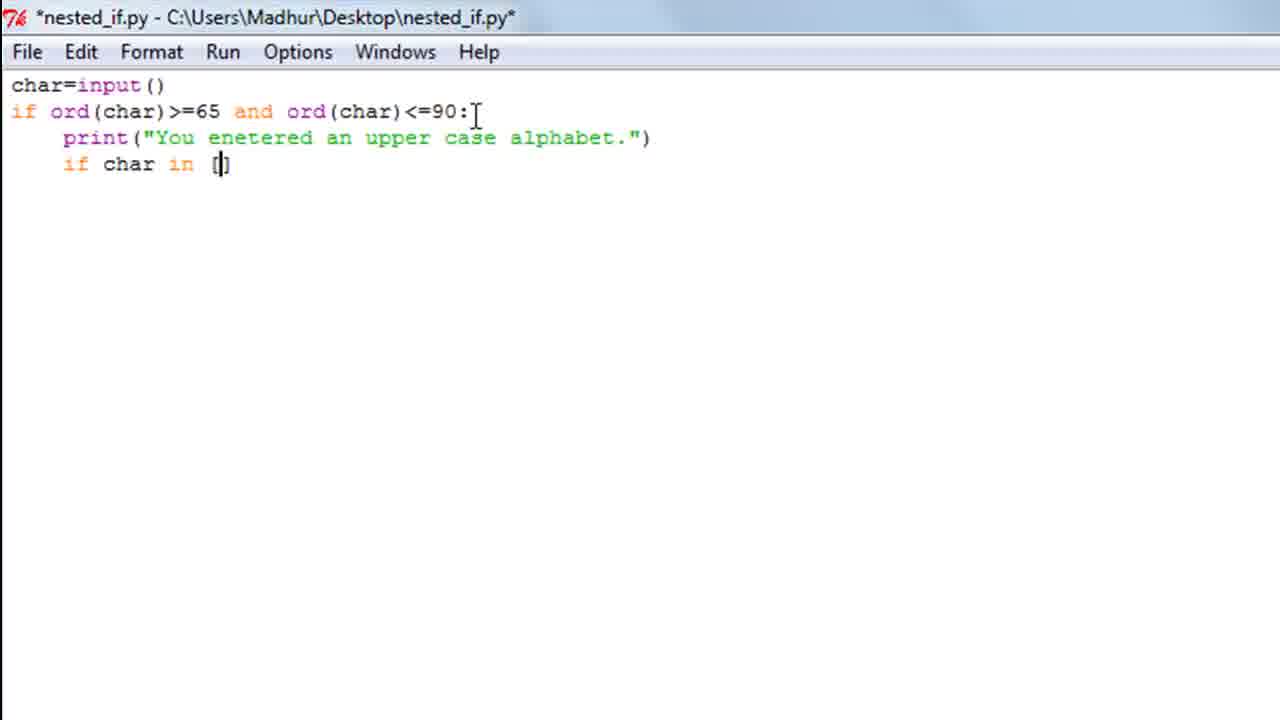 *nested_if.py - C:\Users\Madhur\Desktop\nested_if.py*
File Edit Format Run Options Windows Help
char=input()
if ord(char)>=65 and ord(char)<=90:
    print("You enetered an upper case alphabet.")
    if char in []